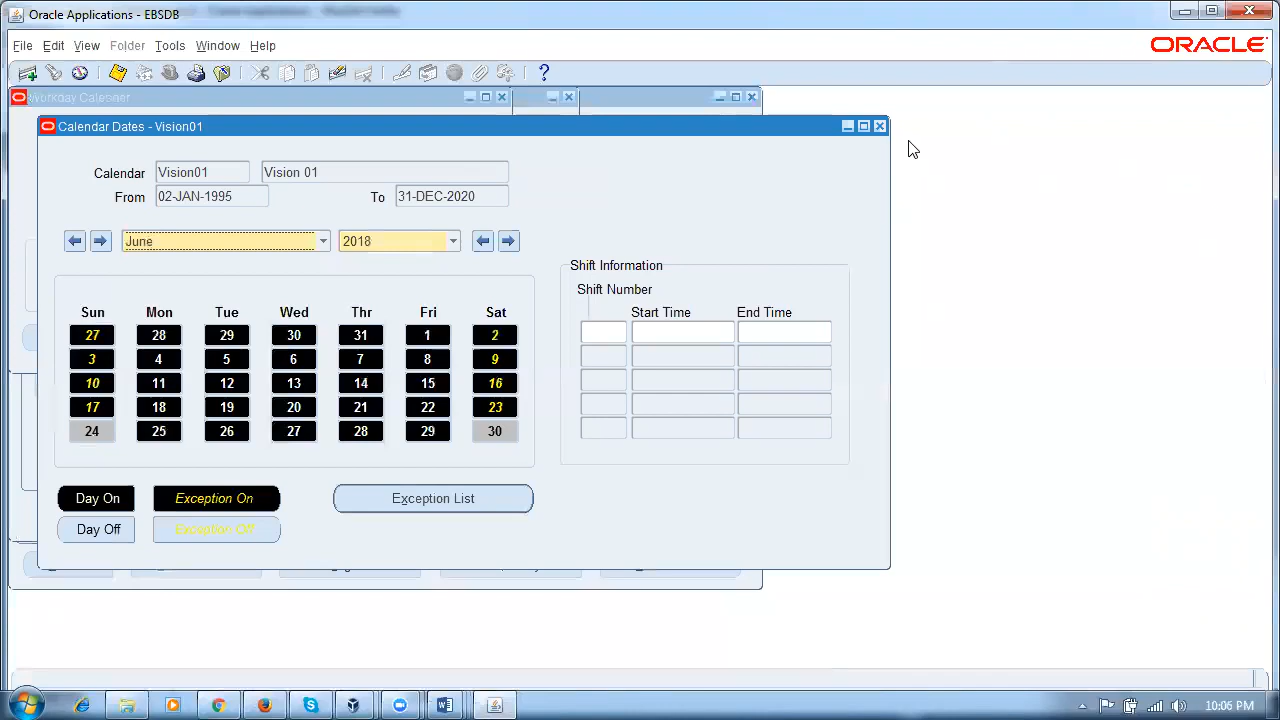 Oracle Applications - EBSDB
File Edit View Folder Tools Window Help
ORACLE
Calendar Dates - Vision01
Calendar Vision01 Vision 01
From 02-JAN-1995 To 31-DEC-2020
June 2018
Shift Information
Shift Number
Start Time End Time
Sun Mon Tue Wed Thr Fri Sat
27 28 29 30 31 1 2
3 4 5 6 7 8 9
10 11 12 13 14 15 16
17 18 19 20 21 22 23
24 25 26 27 28 29 30
Day On Exception On Exception List
Day Off Exception Off
10:06 PM